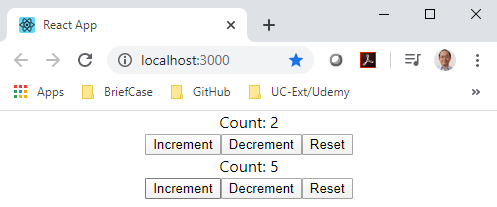 React App
localhost:3000
Apps BriefCase GitHub UC-Ext/Udemy
Count: 2
Increment Decrement Reset
Count: 5
Increment Decrement Reset